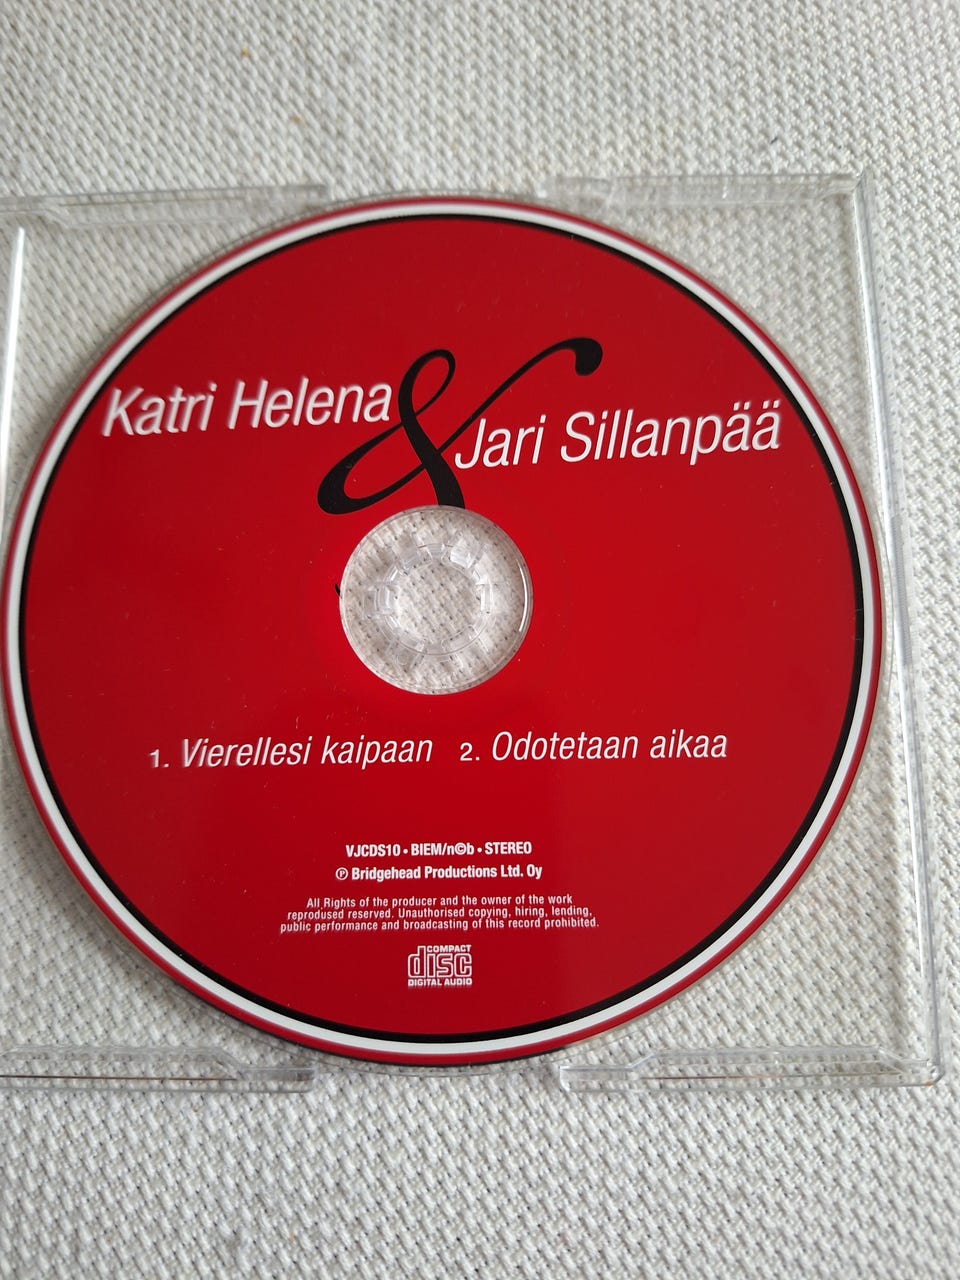 Katri Helena & Jari Sillanpää
1. Vierellesi kaipaan 2. Odotetaan aikaa
VJCDS10 • BIEM/n©b • STEREO
℗ Bridgehead Productions Ltd. Oy
All Rights of the producer and the owner of the work
reprodused reserved. Unauthorised copying, hiring, lending,
public performance and broadcasting of this record prohibited.
COMPACT
disc
DIGITAL AUDIO